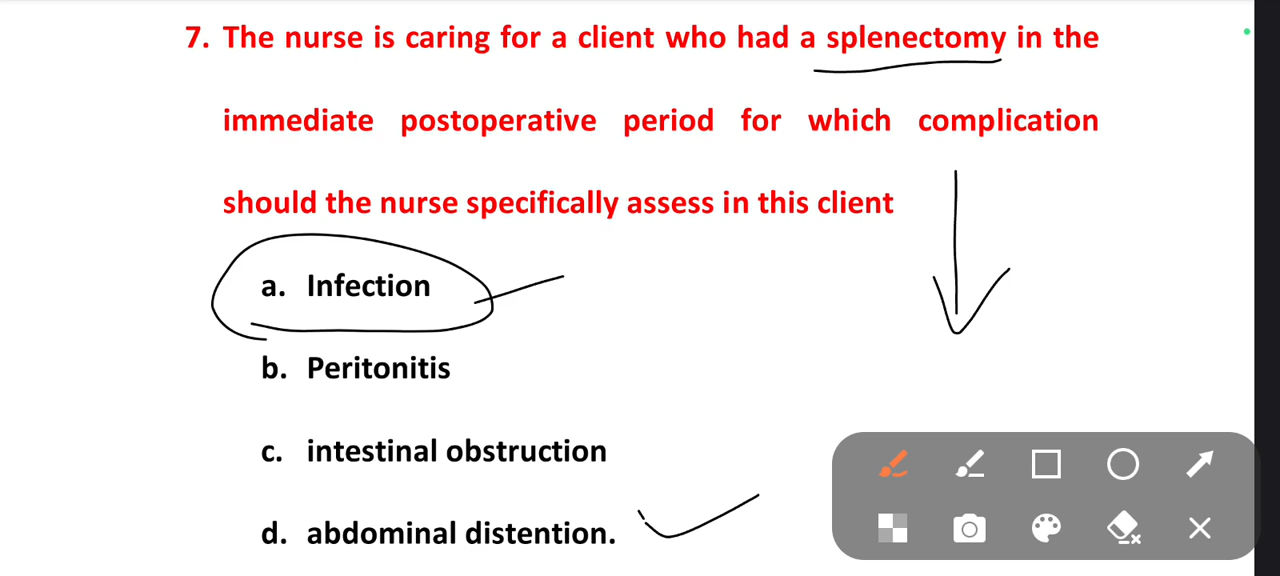 7. The nurse is caring for a client who had a splenectomy in the
immediate postoperative period for which complication
should the nurse specifically assess in this client
a. Infection
b. Peritonitis
c. intestinal obstruction
d. abdominal distention.